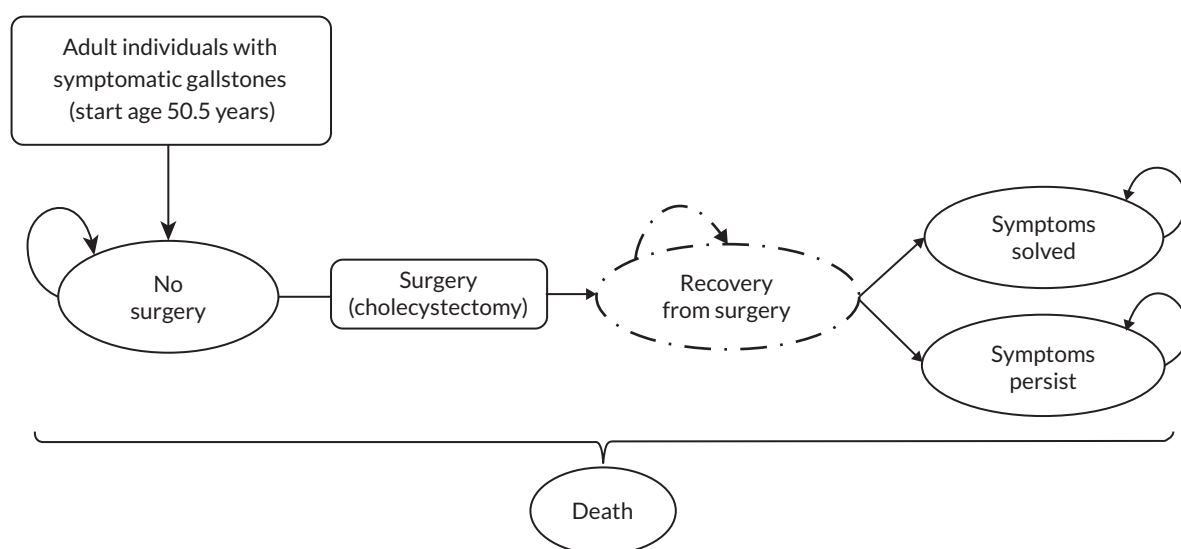 Adult individuals with
symptomatic gallstones
(start age 50.5 years)
No
surgery
Surgery
(cholecystectomy)
Recovery
from surgery
Symptoms
solved
Symptoms
persist
Death